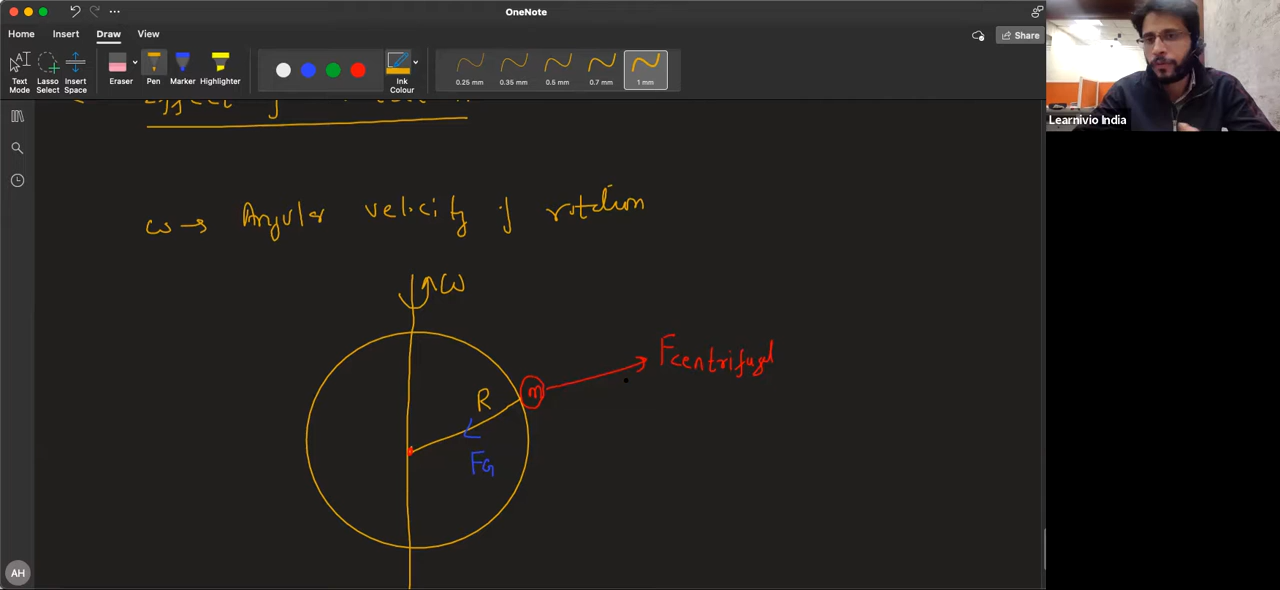 OneNote
Home Insert Draw View
Share
Text Mode
Lasso Select
Insert Space
Eraser
Pen
Marker
Highlighter
Ink Colour
0.25 mm
0.35 mm
0.5 mm
0.7 mm
1 mm
Learnivio India
Effect
ω → Angular velocity of rotation
ω
Fcentrifugal
m
R
FG
AH